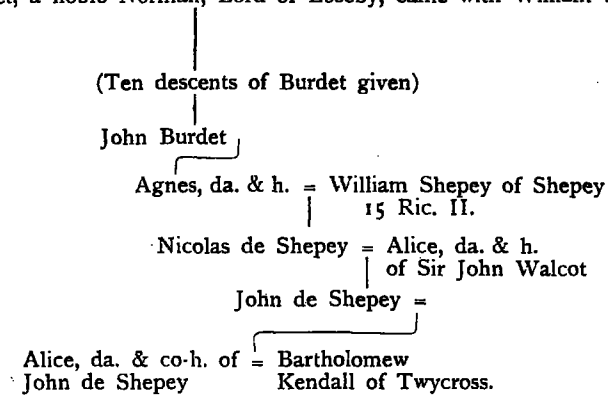 (Ten descents of Burdet given)
John Burdet
Agnes, da. & h. = William Shepey of Shepey
15 Ric. II.
Nicolas de Shepey = Alice, da. & h.
of Sir John Walcot
John de Shepey =
Alice, da. & co-h. of = Bartholomew
John de Shepey Kendall of Twycross.